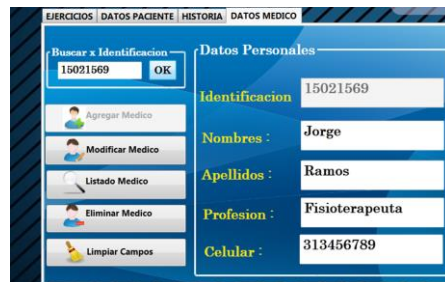 EJERCICIOS DATOS PACIENTE HISTORIA DATOS MEDICO
Buscar x Identificacion
15021569 OK
Agregar Medico
Modificar Medico
Listado Medico
Eliminar Medico
Limpiar Campos
Datos Personales
Identificacion 15021569
Nombres : Jorge
Apellidos : Ramos
Profesion : Fisioterapeuta
Celular : 313456789